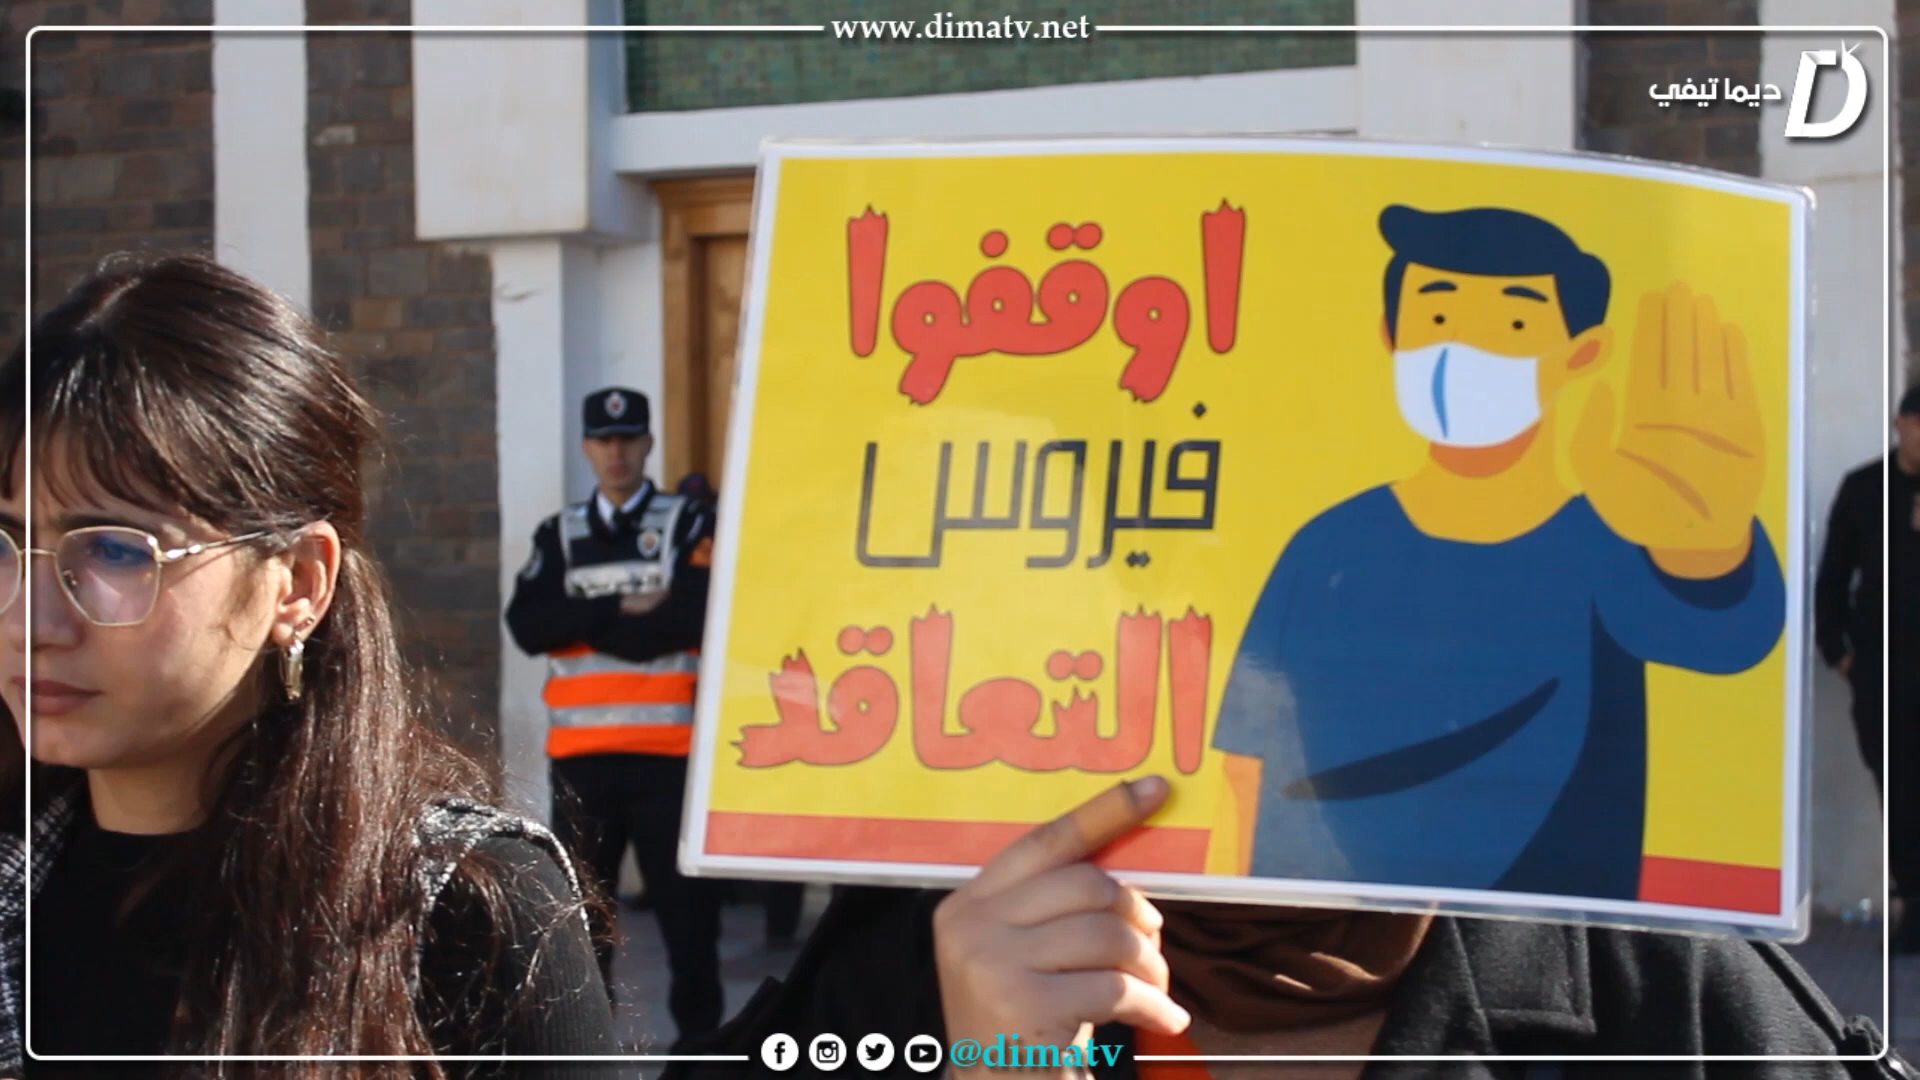 www.dimatv.net
ديما تيفي
اوقفوا
فيروس
التعاقد
@dimatv